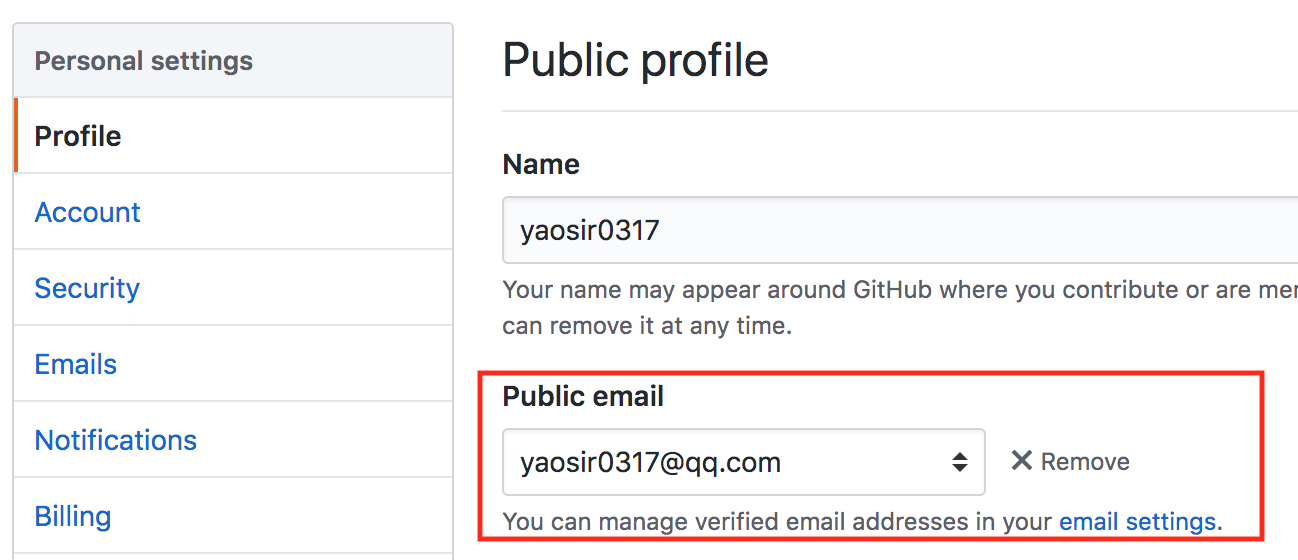 Personal settings
Profile
Account
Security
Emails
Notifications
Billing
Public profile
Name
yaosir0317
Your name may appear around GitHub where you contribute or are
can remove it at any time.
Public email
yaosir0317@qq.com
Remove
You can manage verified email addresses in your email settings.